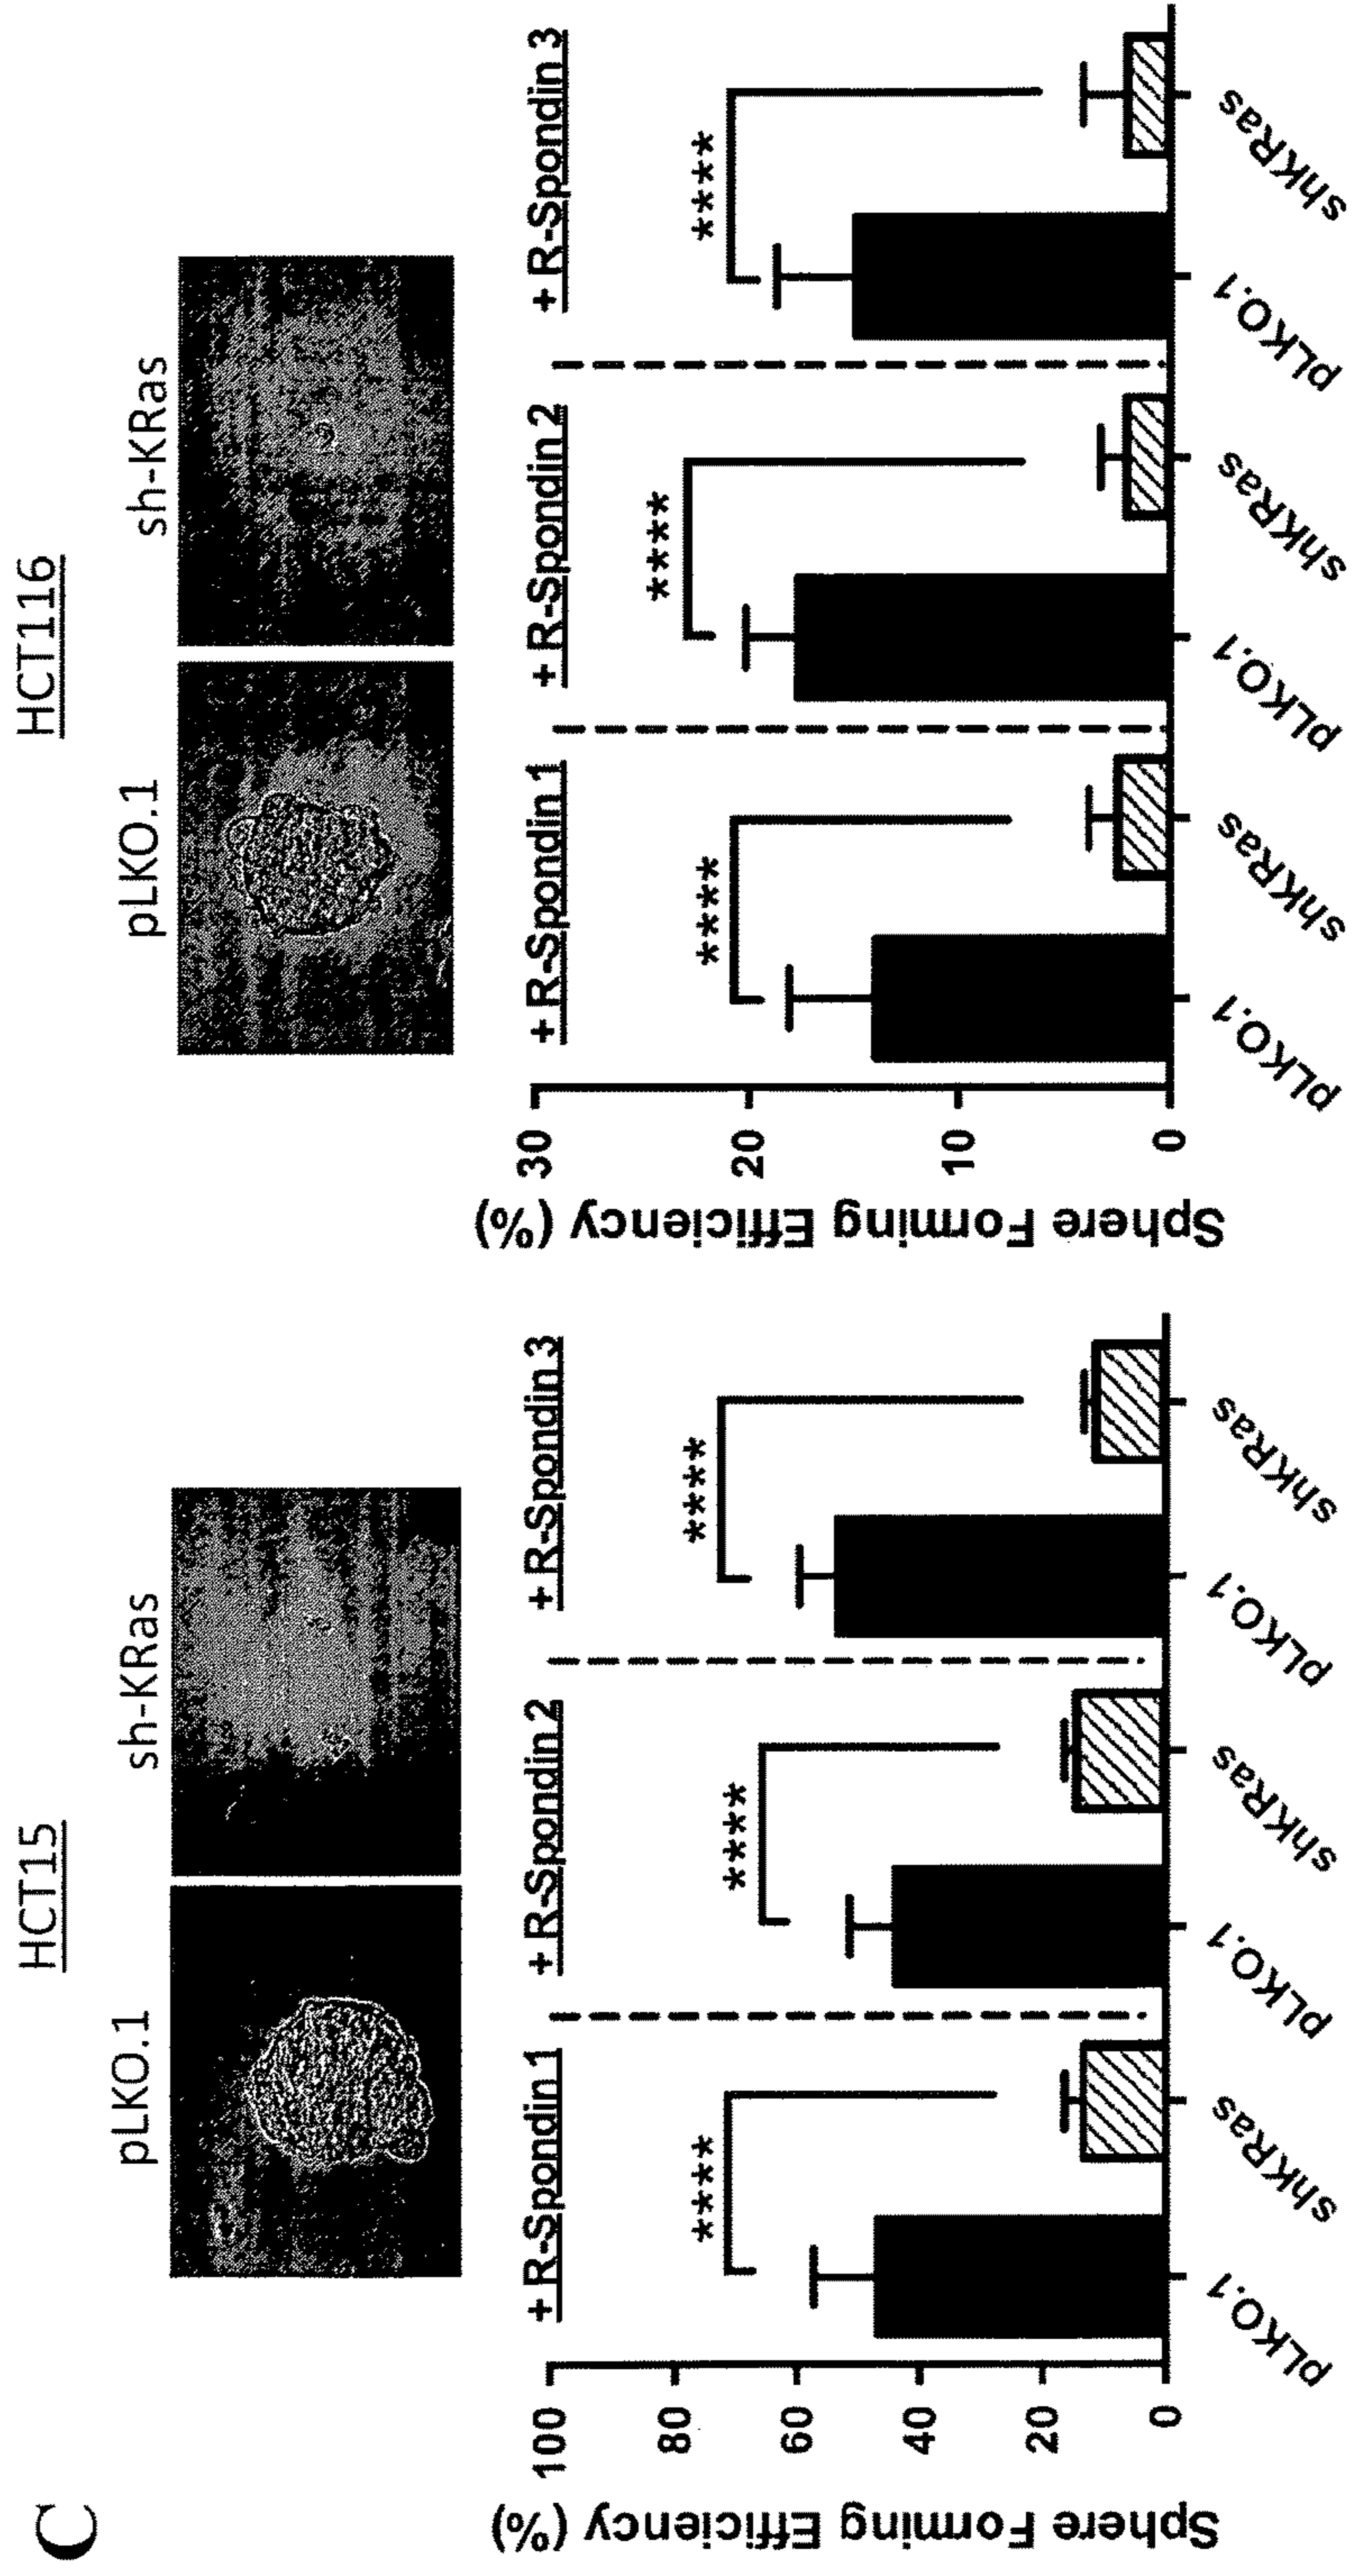 C
HCT15
pLKO.1 sh-KRas
Sphere Forming Efficiency (%)
100
80
60
40
20
0
+ R-Spondin 1 + R-Spondin 2 + R-Spondin 3
**** **** ****
pLKO.1 shKRas pLKO.1 shKRas pLKO.1 shKRas
HCT116
pLKO.1 sh-KRas
Sphere Forming Efficiency (%)
30
20
10
0
+ R-Spondin 1 + R-Spondin 2 + R-Spondin 3
**** **** ****
pLKO.1 shKRas pLKO.1 shKRas pLKO.1 shKRas